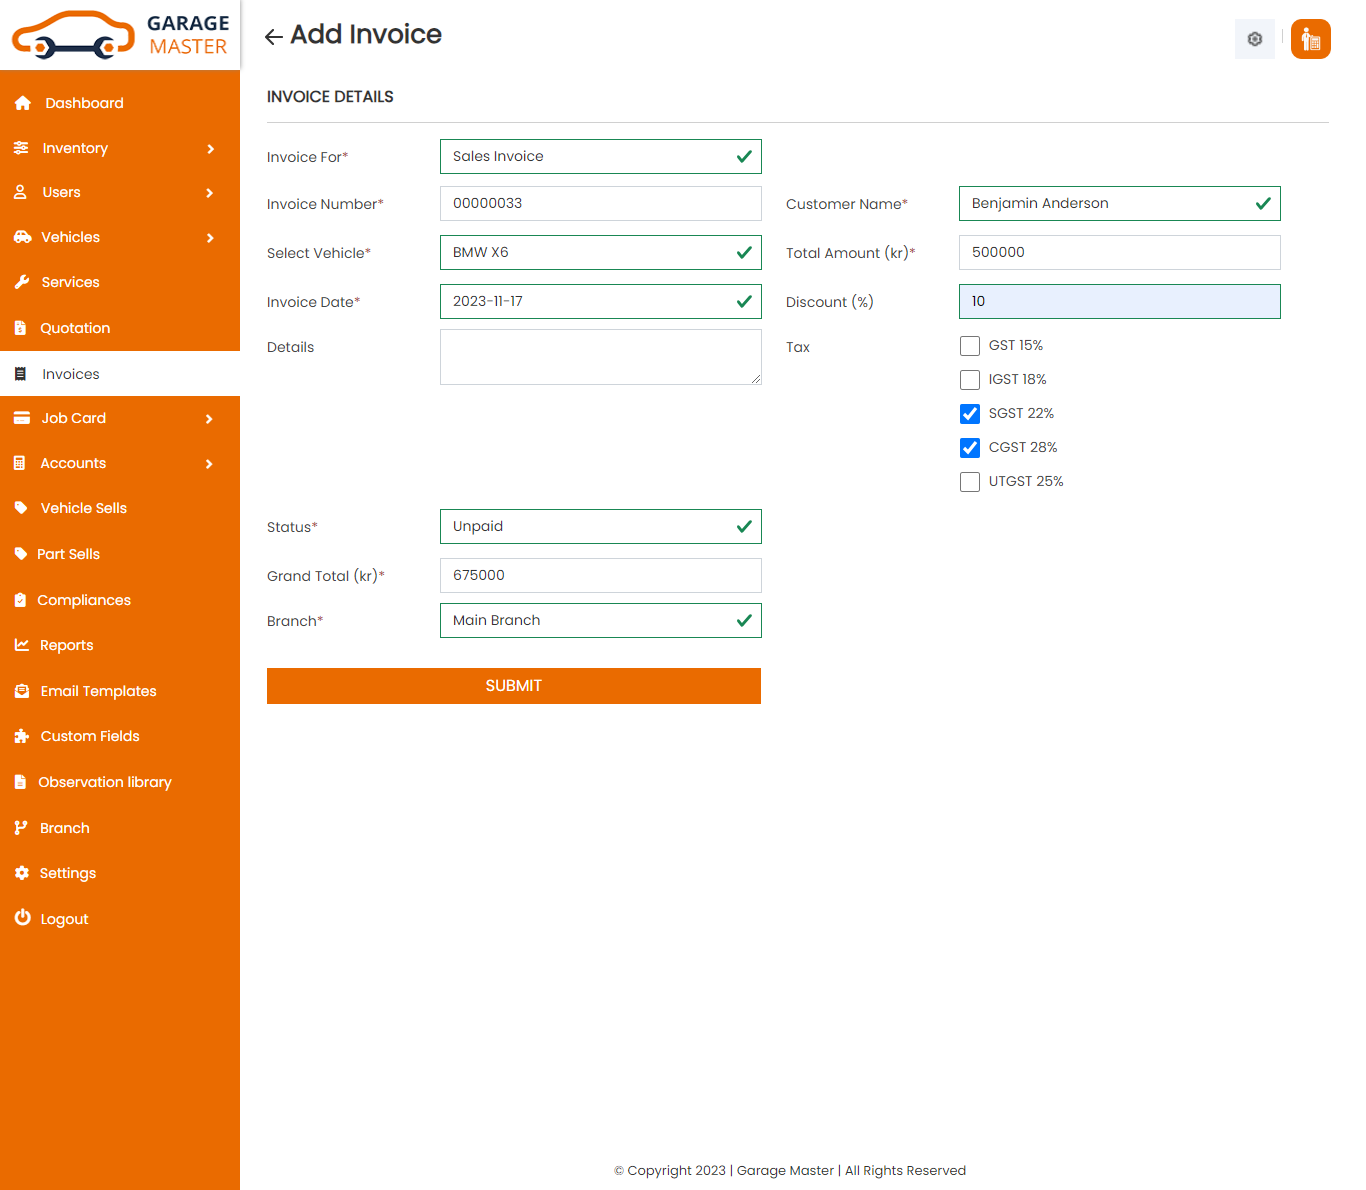 GARAGE
MASTER
Dashboard
Inventory
Users
Vehicles
Services
Quotation
Invoices
Job Card
Accounts
Vehicle Sells
Part Sells
Compliances
Reports
Email Templates
Custom Fields
Observation library
Branch
Settings
Logout
Add Invoice
INVOICE DETAILS
Invoice For* Sales Invoice
Invoice Number* 00000033 Customer Name* Benjamin Anderson
Select Vehicle* BMW X6 Total Amount (kr)* 500000
Invoice Date* 2023-11-17 Discount (%) 10
Details Tax GST 15%
IGST 18%
SGST 22%
CGST 28%
UTGST 25%
Status* Unpaid
Grand Total (kr)* 675000
Branch* Main Branch
SUBMIT
© Copyright 2023 | Garage Master | All Rights Reserved